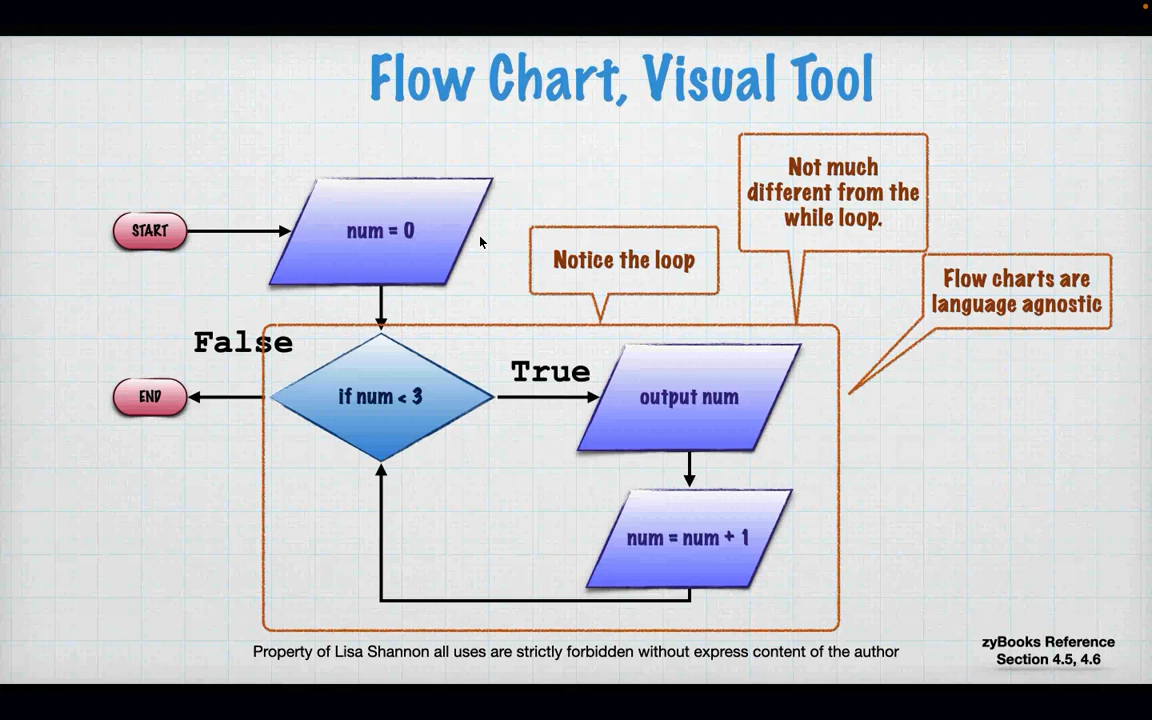 Flow Chart, Visual Tool
Not much
different from the
while loop.
START
num = 0
Notice the loop
Flow charts are
language agnostic
False
True
END
if num < 3
output num
num = num + 1
Property of Lisa Shannon all uses are strictly forbidden without express content of the author
zyBooks Reference
Section 4.5, 4.6